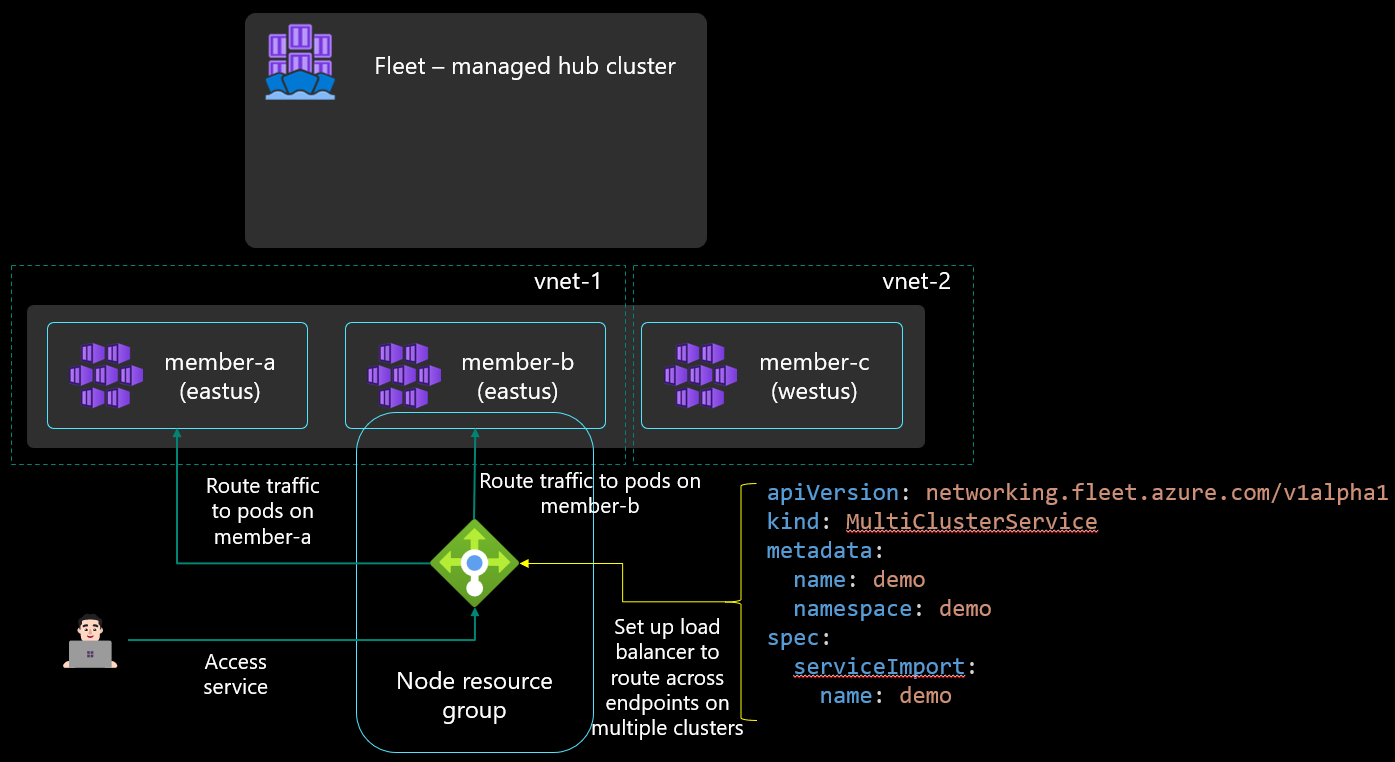 Fleet – managed hub cluster
vnet-1
vnet-2
member-a
(eastus)
member-b
(eastus)
member-c
(westus)
Route traffic
to pods on
member-a
Route traffic to pods on
member-b
apiVersion: networking.fleet.azure.com/v1alpha1
kind: MultiClusterService
metadata:
  name: demo
  namespace: demo
spec:
  serviceImport:
    name: demo
Access
service
Set up load
balancer to
route across
endpoints on
multiple clusters
Node resource
group